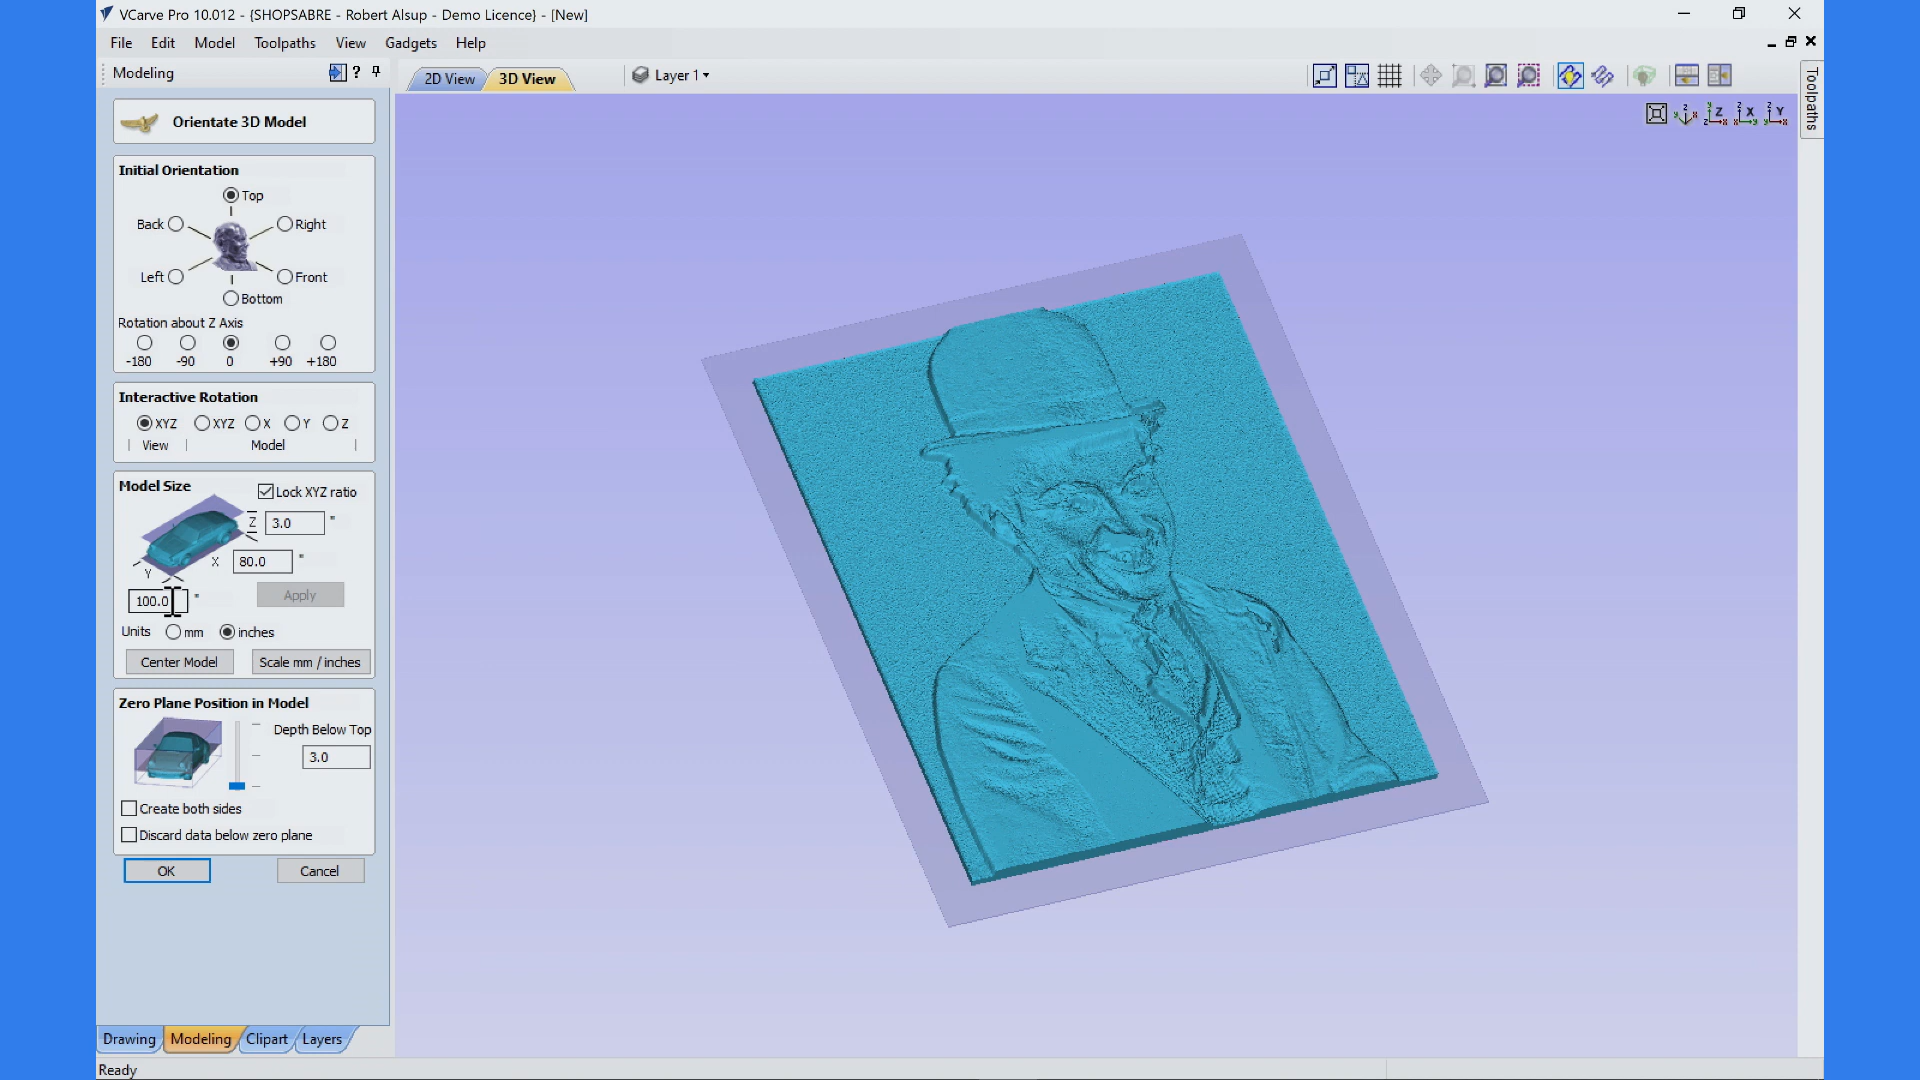 VCarve Pro 10.012 - {SHOPSABRE - Robert Alsup - Demo Licence} - [New]
File Edit Model Toolpaths View Gadgets Help
Modeling ?
2D View 3D View Layer 1
Toolpaths
Orientate 3D Model
Initial Orientation
Top
Back Right
Left Front
Bottom
Rotation about Z Axis
-180 -90 0 +90 +180
Interactive Rotation
XYZ XYZ X Y Z
View Model
Model Size
Lock XYZ ratio
Z 3.0 "
X 80.0 "
Y
100.0 " Apply
Units mm inches
Center Model Scale mm / inches
Zero Plane Position in Model
Depth Below Top
3.0
Create both sides
Discard data below zero plane
OK Cancel
Drawing Modeling Clipart Layers
Ready